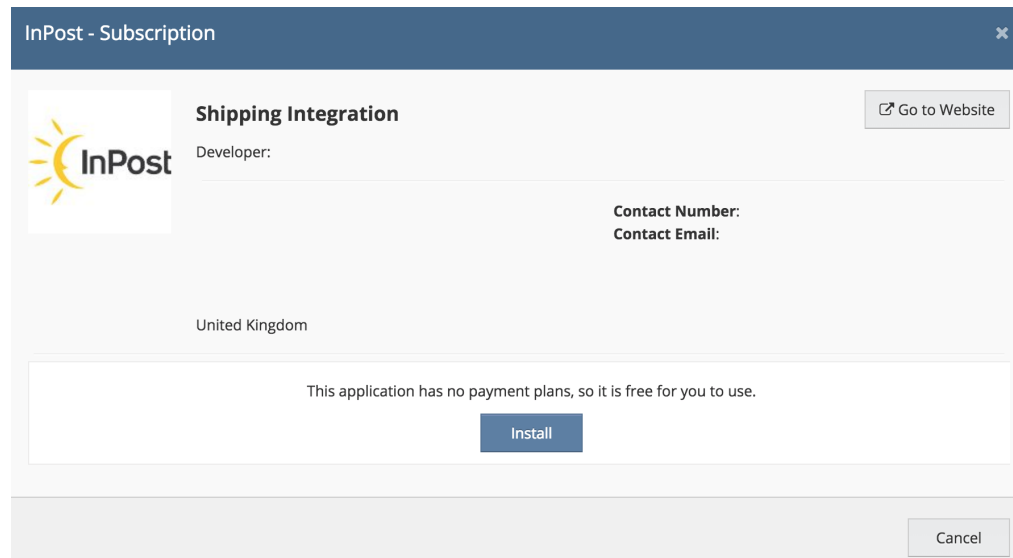 InPost - Subscription
Shipping Integration
Go to Website
InPost
Developer:
Contact Number:
Contact Email:
United Kingdom
This application has no payment plans, so it is free for you to use.
Install
Cancel